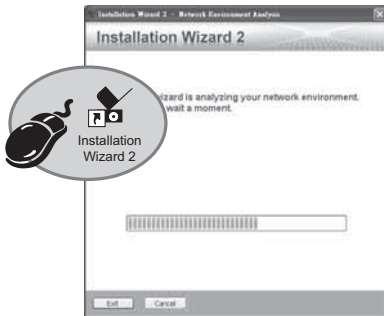 Installation Wizard 2 - Network Environment Analysis
Installation Wizard 2
izard is analyzing your network environment.
wait a moment.
Installation
Wizard 2
Exit
Cancel